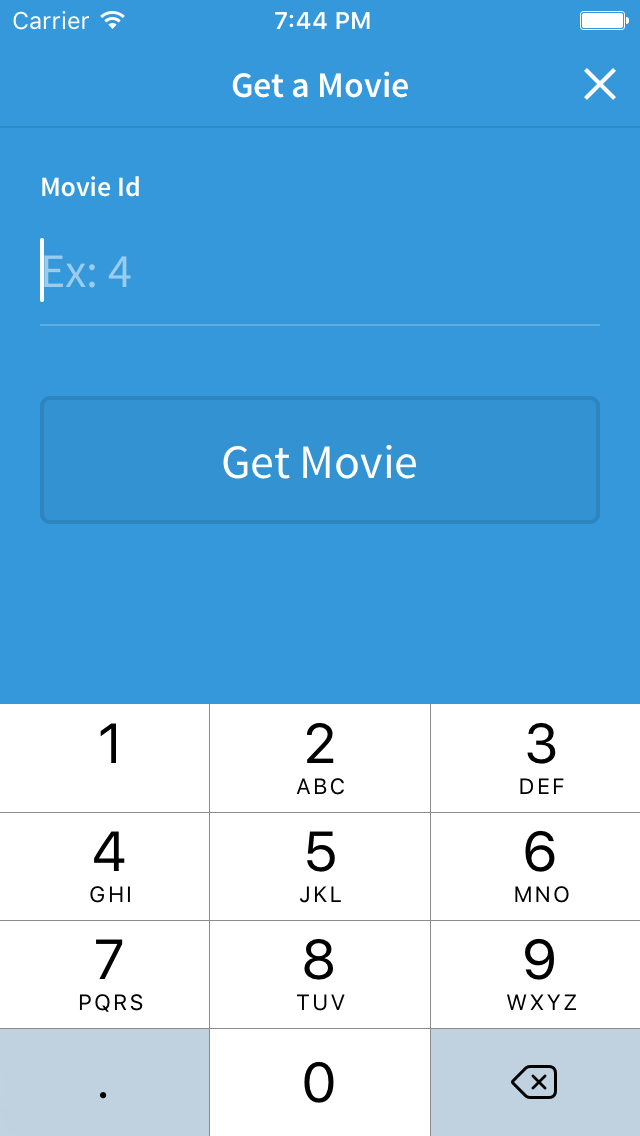 Carrier 7:44 PM
Get a Movie
Movie Id
Ex: 4
Get Movie
1 2 3
ABC DEF
4 5 6
GHI JKL MNO
7 8 9
PQRS TUV WXYZ
. 0